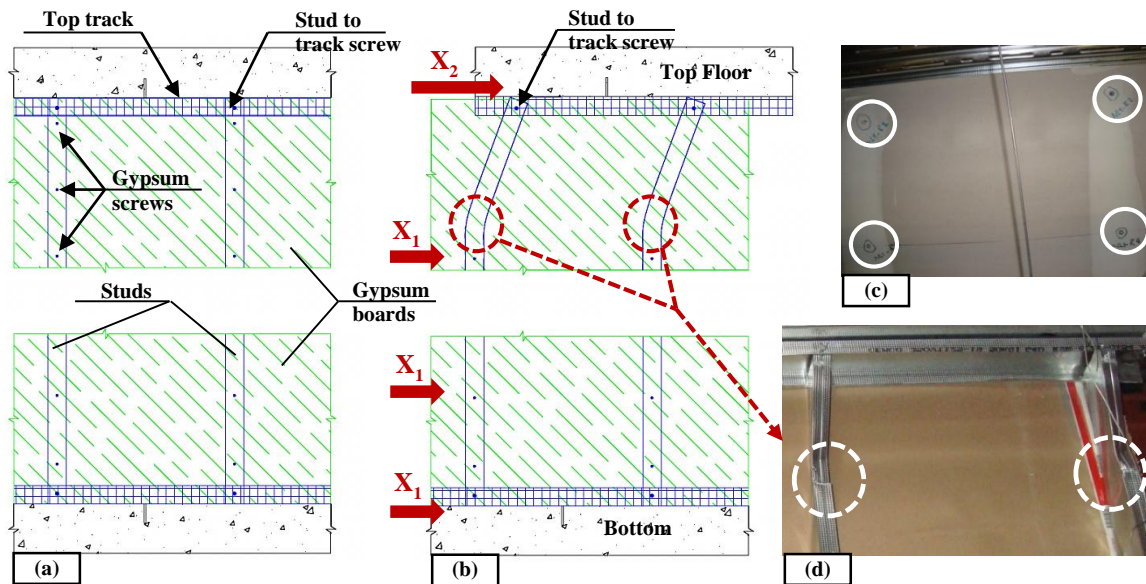 Top track
Stud to
track screw
Gypsum
screws
Studs
Gypsum
boards
(a)
Stud to
track screw
X2
Top Floor
X1
X1
X1
Bottom
(b)
(c)
(d)